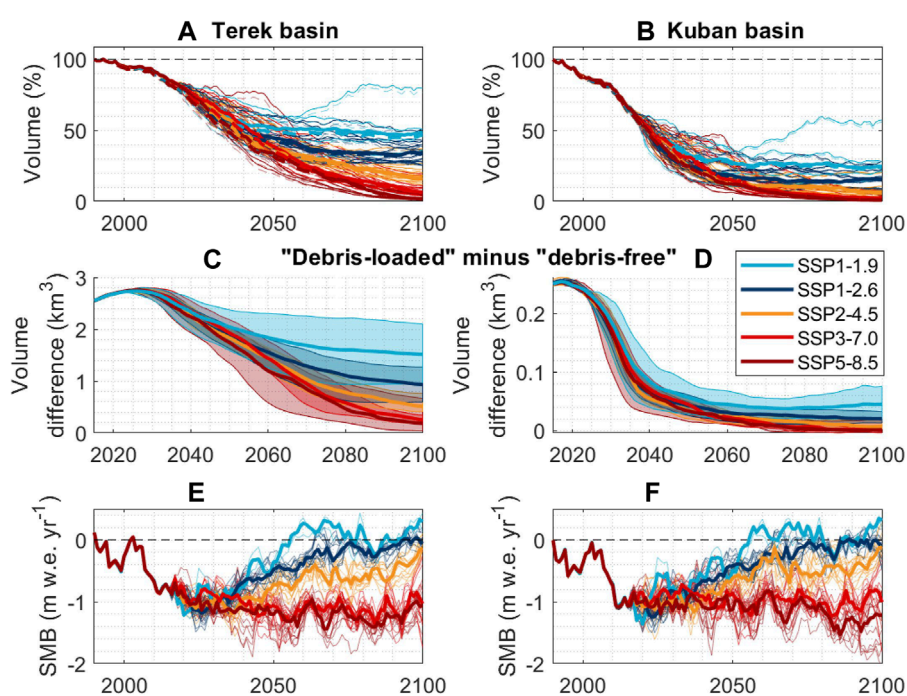 A Terek basin
B Kuban basin
Volume (%)
100
50
0
2000
2050
2100
Volume (%)
100
50
0
2000
2050
2100
"Debris-loaded" minus "debris-free"
C
D
Volume
difference (km³)
3
2
1
0
2020
2040
2060
2080
2100
Volume
difference (km³)
0.2
0.1
0
2020
2040
2060
2080
2100
SSP1-1.9
SSP1-2.6
SSP2-4.5
SSP3-7.0
SSP5-8.5
E
F
SMB (m w.e. yr⁻¹)
0
-1
-2
2000
2050
2100
SMB (m w.e. yr⁻¹)
0
-1
-2
2000
2050
2100